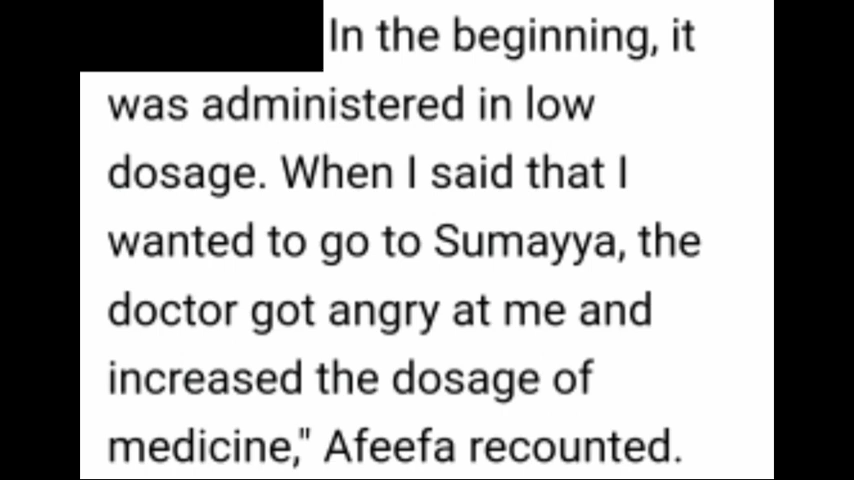 In the beginning, it
was administered in low
dosage. When I said that I
wanted to go to Sumayya, the
doctor got angry at me and
increased the dosage of
medicine," Afeefa recounted.